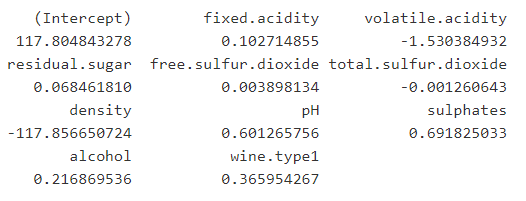 (Intercept) fixed.acidity volatile.acidity
117.804843278 0.102714855 -1.530384932
residual.sugar free.sulfur.dioxide total.sulfur.dioxide
0.068461810 0.003898134 -0.001260643
density pH sulphates
-117.856650724 0.601265756 0.691825033
alcohol wine.type1
0.216869536 0.365954267